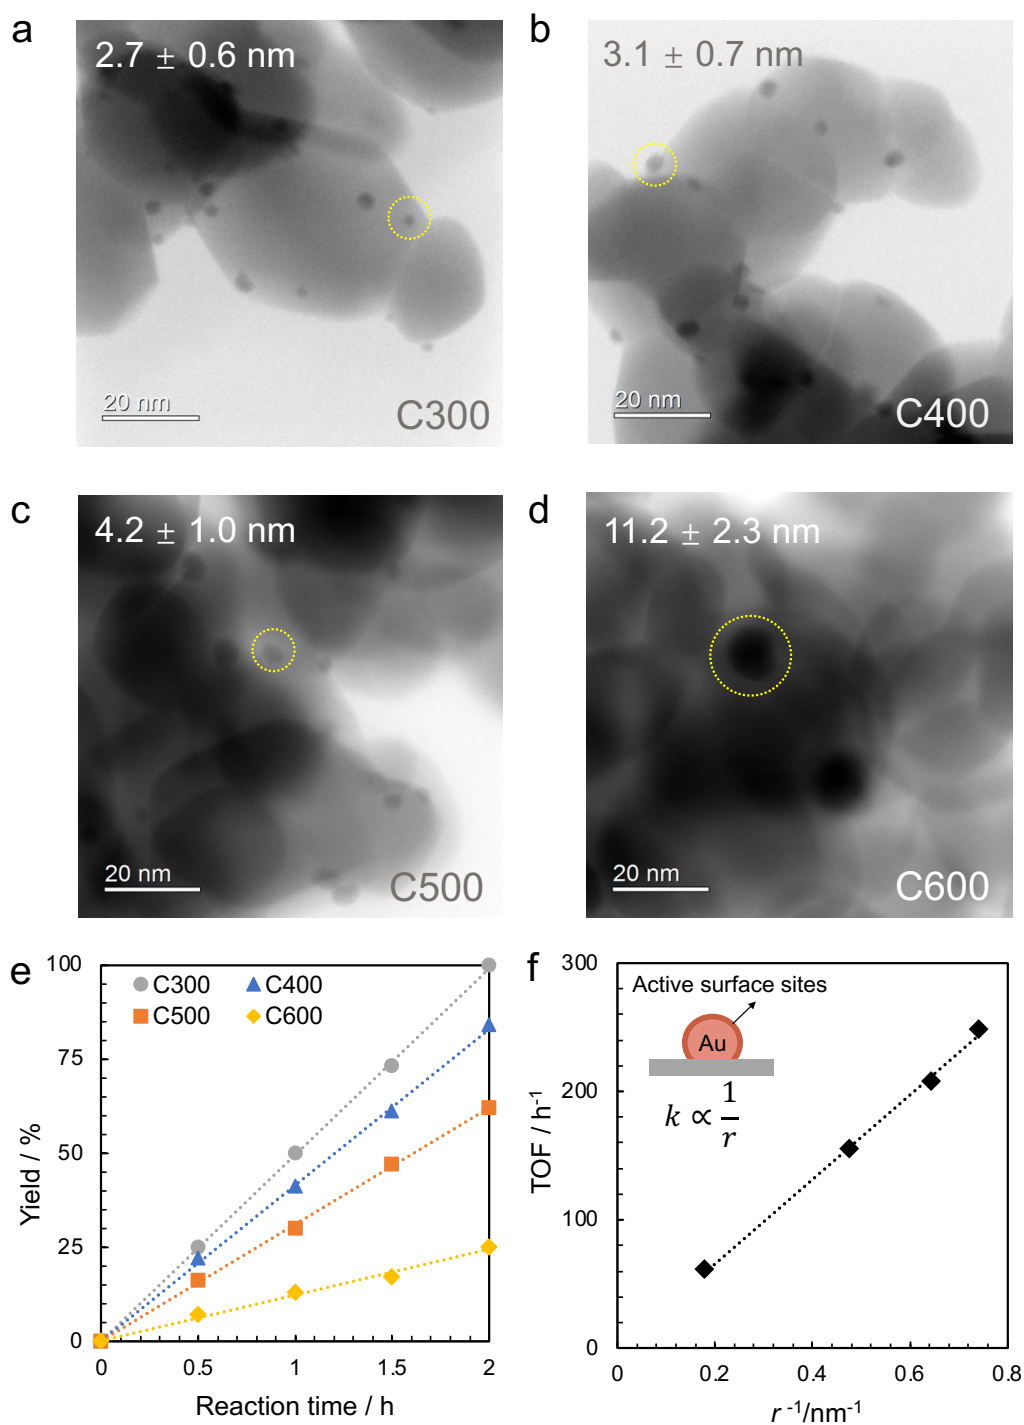 a
2.7 ± 0.6 nm
20 nm
C300
b
3.1 ± 0.7 nm
20 nm
C400
c
4.2 ± 1.0 nm
20 nm
C500
d
11.2 ± 2.3 nm
20 nm
C600
e
100
75
50
25
0
C300
C400
C500
C600
Yield / %
0 0.5 1 1.5 2
Reaction time / h
f
300
200
100
0
Active surface sites
Au
k ∝ 1/r
TOF / h⁻¹
0 0.2 0.4 0.6 0.8
r ⁻¹/nm⁻¹